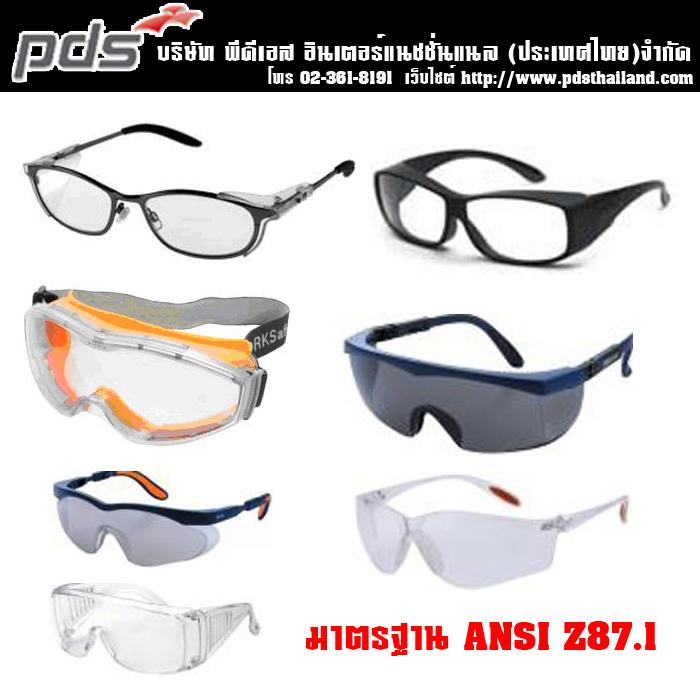 pds
บริษัท พีดีเอส อินเตอร์แนชชั่นแนล (ประเทศไทย)จำกัด
โทร 02-361-8191 เว็บไซต์ http://www.pdsthailand.com
มาตรฐาน ANSI Z87.1